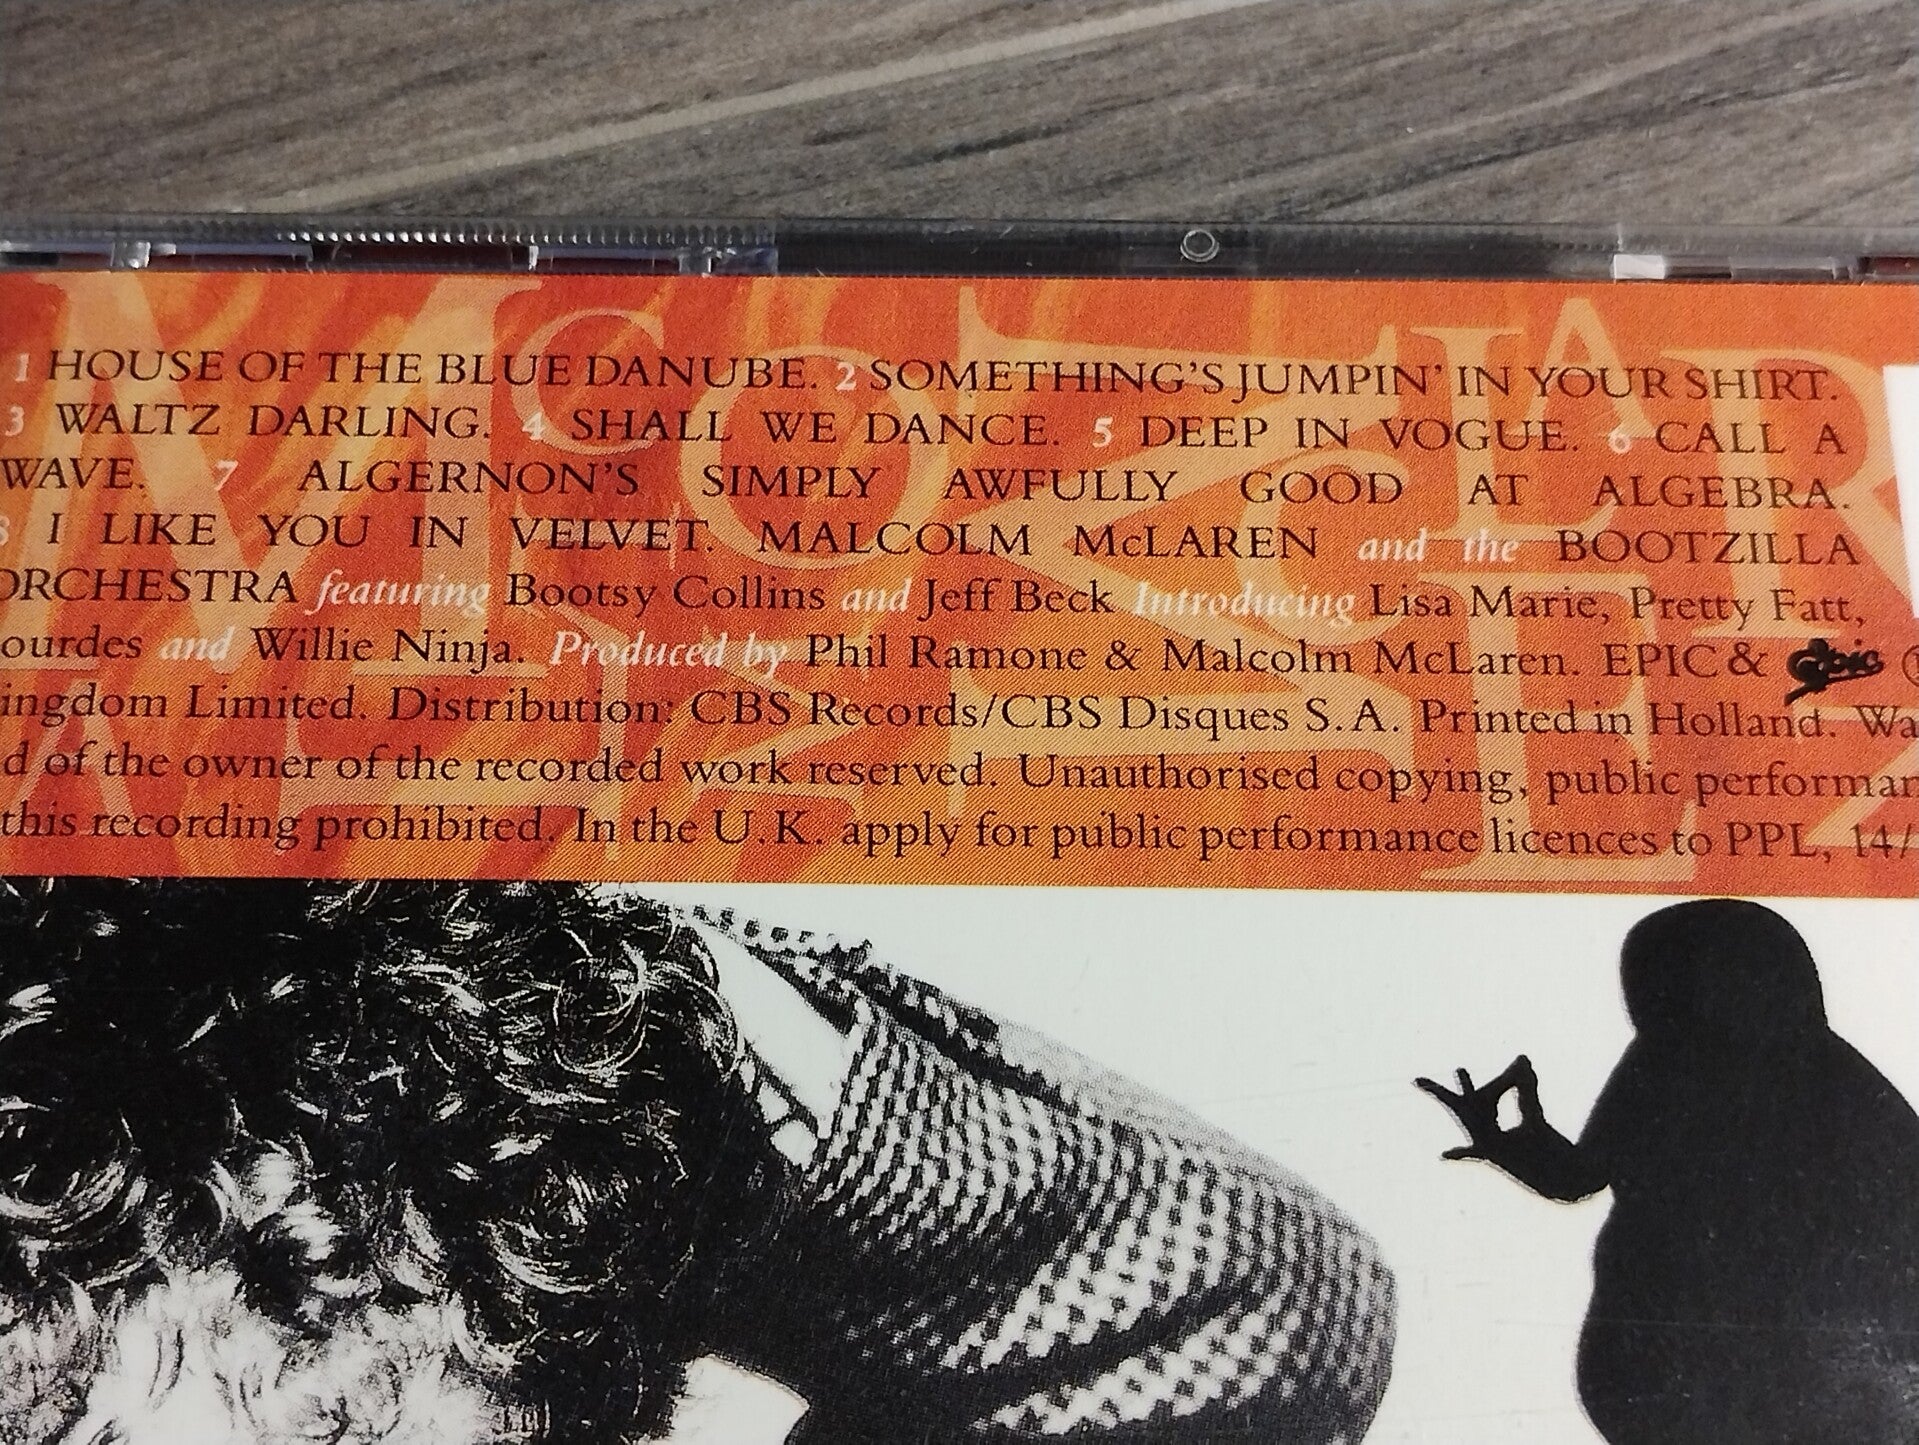 1 HOUSE OF THE BLUE DANUBE. 2 SOMETHING'S JUMPIN' IN YOUR SHIRT.
3 WALTZ DARLING. 4 SHALL WE DANCE. 5 DEEP IN VOGUE. 6 CALL A
WAVE. 7 ALGERNON'S SIMPLY AWFULLY GOOD AT ALGEBRA.
8 I LIKE YOU IN VELVET. MALCOLM McLAREN and the BOOTZILLA
ORCHESTRA featuring Bootsy Collins and Jeff Beck Introducing Lisa Marie, Pretty Fatt,
ourdes and Willie Ninja. Produced by Phil Ramone & Malcolm McLaren. EPIC & Epic
ingdom Limited. Distribution: CBS Records/CBS Disques S.A. Printed in Holland. Wa
d of the owner of the recorded work reserved. Unauthorised copying, public performan
this recording prohibited. In the U.K. apply for public performance licences to PPL, 14/